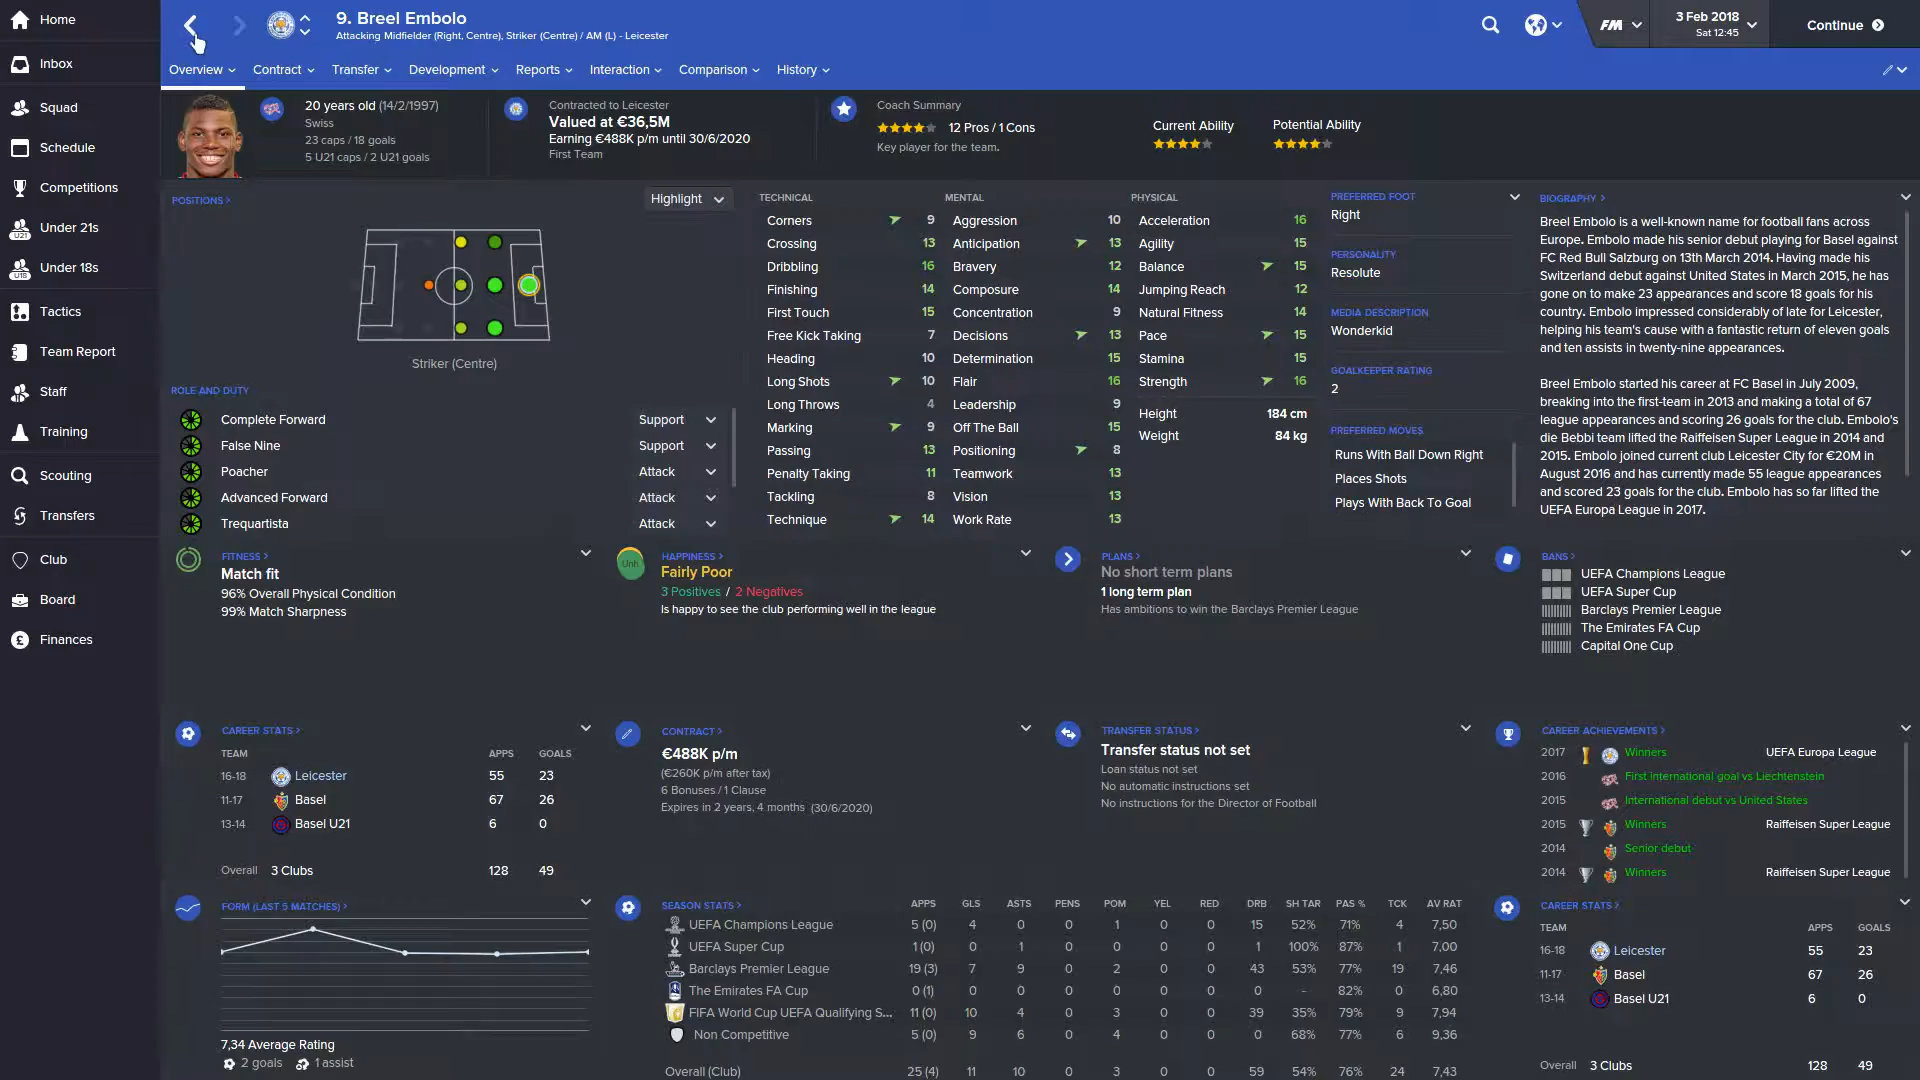 Home
Inbox
Squad
Schedule
Competitions
Under 21s
U21
Under 18s
U18
Tactics
Team Report
Staff
Training
Scouting
Transfers
Club
Board
Finances
9. Breel Embolo
Attacking Midfielder (Right, Centre), Striker (Centre) / AM (L) - Leicester
FM
3 Feb 2018
Sat 12:45
Continue
Overview Contract Transfer Development Reports Interaction Comparison History
20 years old (14/2/1997)
Swiss
23 caps / 18 goals
5 U21 caps / 2 U21 goals
Contracted to Leicester
Valued at €36,5M
Earning €488K p/m until 30/6/2020
First Team
Coach Summary
12 Pros / 1 Cons
Key player for the team.
Current Ability
Potential Ability
POSITIONS >
Highlight
Striker (Centre)
ROLE AND DUTY
Complete Forward Support
False Nine Support
Poacher Attack
Advanced Forward Attack
Trequartista Attack
TECHNICAL
Corners 9
Crossing 13
Dribbling 16
Finishing 14
First Touch 15
Free Kick Taking 7
Heading 10
Long Shots 10
Long Throws 4
Marking 9
Passing 13
Penalty Taking 11
Tackling 8
Technique 14
MENTAL
Aggression 10
Anticipation 13
Bravery 12
Composure 14
Concentration 9
Decisions 13
Determination 15
Flair 16
Leadership 9
Off The Ball 15
Positioning 8
Teamwork 13
Vision 13
Work Rate 13
PHYSICAL
Acceleration 16
Agility 15
Balance 15
Jumping Reach 12
Natural Fitness 14
Pace 15
Stamina 15
Strength 16
Height 184 cm
Weight 84 kg
PREFERRED FOOT
Right
PERSONALITY
Resolute
MEDIA DESCRIPTION
Wonderkid
GOALKEEPER RATING
2
PREFERRED MOVES
Runs With Ball Down Right
Places Shots
Plays With Back To Goal
BIOGRAPHY >
Breel Embolo is a well-known name for football fans across
Europe. Embolo made his senior debut playing for Basel against
FC Red Bull Salzburg on 13th March 2014. Having made his
Switzerland debut against United States in March 2015, he has
gone on to make 23 appearances and score 18 goals for his
country. Embolo impressed considerably of late for Leicester,
helping his team's cause with a fantastic return of eleven goals
and ten assists in twenty-nine appearances.
Breel Embolo started his career at FC Basel in July 2009,
breaking into the first-team in 2013 and making a total of 67
league appearances and scoring 26 goals for the club. Embolo's
die Bebbi team lifted the Raiffeisen Super League in 2014 and
2015. Embolo joined current club Leicester City for €20M in
August 2016 and has currently made 55 league appearances
and scored 23 goals for the club. Embolo has so far lifted the
UEFA Europa League in 2017.
FITNESS >
Match fit
96% Overall Physical Condition
99% Match Sharpness
Unh
HAPPINESS >
Fairly Poor
3 Positives / 2 Negatives
Is happy to see the club performing well in the league
PLANS >
No short term plans
1 long term plan
Has ambitions to win the Barclays Premier League
BANS >
UEFA Champions League
UEFA Super Cup
Barclays Premier League
The Emirates FA Cup
Capital One Cup
CAREER STATS >
TEAM APPS GOALS
16-18 Leicester 55 23
11-17 Basel 67 26
13-14 Basel U21 6 0
Overall 3 Clubs 128 49
CONTRACT >
€488K p/m
(€260K p/m after tax)
6 Bonuses / 1 Clause
Expires in 2 years, 4 months (30/6/2020)
TRANSFER STATUS >
Transfer status not set
Loan status not set
No automatic instructions set
No instructions for the Director of Football
CAREER ACHIEVEMENTS >
2017 Winners UEFA Europa League
2016 First International goal vs Liechtenstein
2015 International debut vs United States
2015 Winners Raiffeisen Super League
2014 Senior debut
2014 Winners Raiffeisen Super League
FORM (LAST 5 MATCHES) >
7,34 Average Rating
2 goals 1 assist
SEASON STATS > APPS GLS ASTS PENS POM YEL RED DRB SH TAR PAS % TCK AV RAT
UEFA Champions League 5 (0) 4 0 0 1 0 0 15 52% 71% 4 7,50
UEFA Super Cup 1 (0) 0 1 0 0 0 0 1 100% 87% 1 7,00
Barclays Premier League 19 (3) 7 9 0 2 0 0 43 53% 77% 19 7,46
The Emirates FA Cup 0 (1) 0 0 0 0 0 0 0 - 82% 0 6,80
FIFA World Cup UEFA Qualifying S... 11 (0) 10 4 0 3 0 0 39 35% 79% 9 7,94
Non Competitive 5 (0) 9 6 0 4 0 0 0 68% 77% 6 9,36
Overall (Club) 25 (4) 11 10 0 3 0 0 59 54% 76% 24 7,43
CAREER STATS >
TEAM APPS GOALS
16-18 Leicester 55 23
11-17 Basel 67 26
13-14 Basel U21 6 0
Overall 3 Clubs 128 49